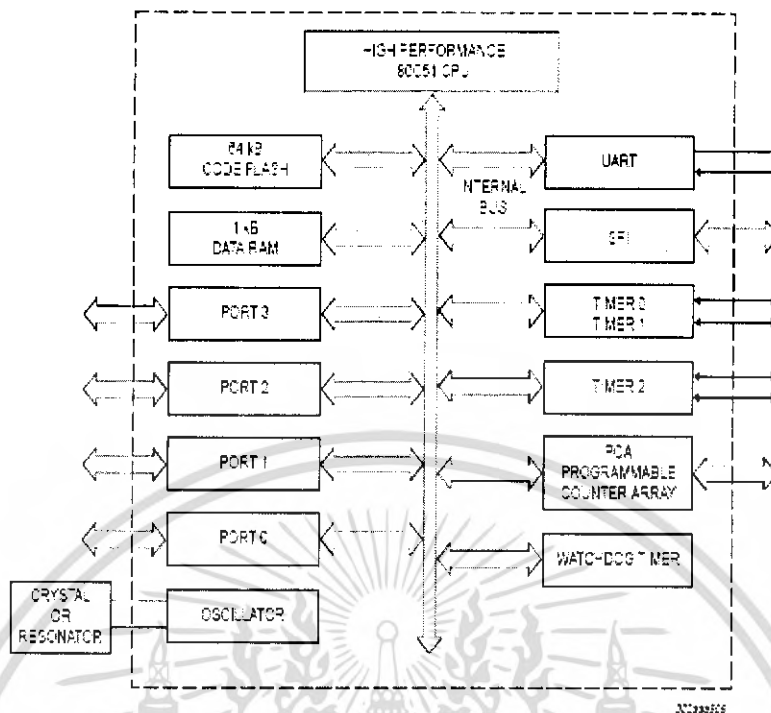 HIGH PERFORMANCE
80C51 CPU
64 kB
CODE FLASH
UART
INTERNAL
BUS
1 kB
DATA RAM
SPI
PORT 3
TIMER 0
TIMER 1
PORT 2
TIMER 2
PORT 1
PCA
PROGRAMMABLE
COUNTER ARRAY
PORT 0
WATCHDOG TIMER
CRYSTAL
OR
RESONATOR
OSCILLATOR